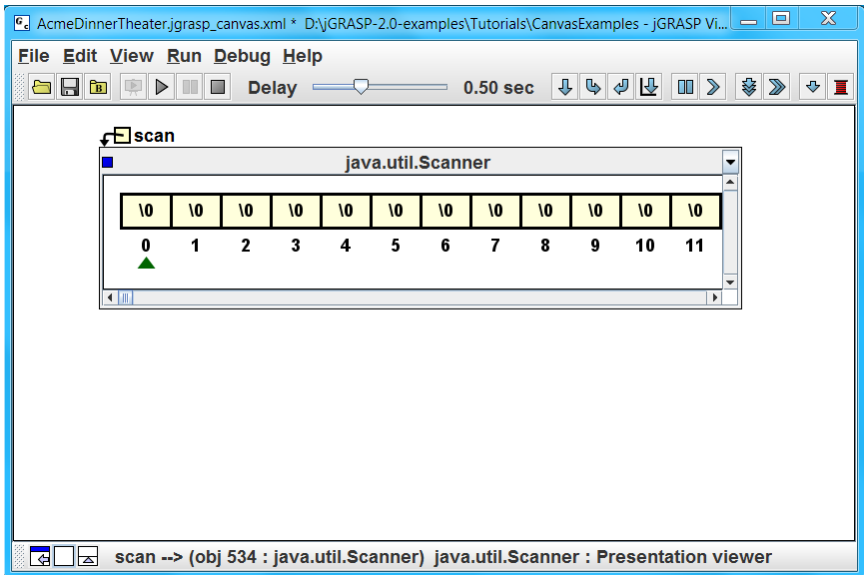 AcmeDinnerTheater.jgrasp_canvas.xml * D:\jGRASP-2.0-examples\Tutorials\CanvasExamples - jGRASP Vi...
File Edit View Run Debug Help
Delay 0.50 sec
scan
java.util.Scanner
\0 \0 \0 \0 \0 \0 \0 \0 \0 \0 \0 \0
0 1 2 3 4 5 6 7 8 9 10 11
scan --> (obj 534 : java.util.Scanner) java.util.Scanner : Presentation viewer